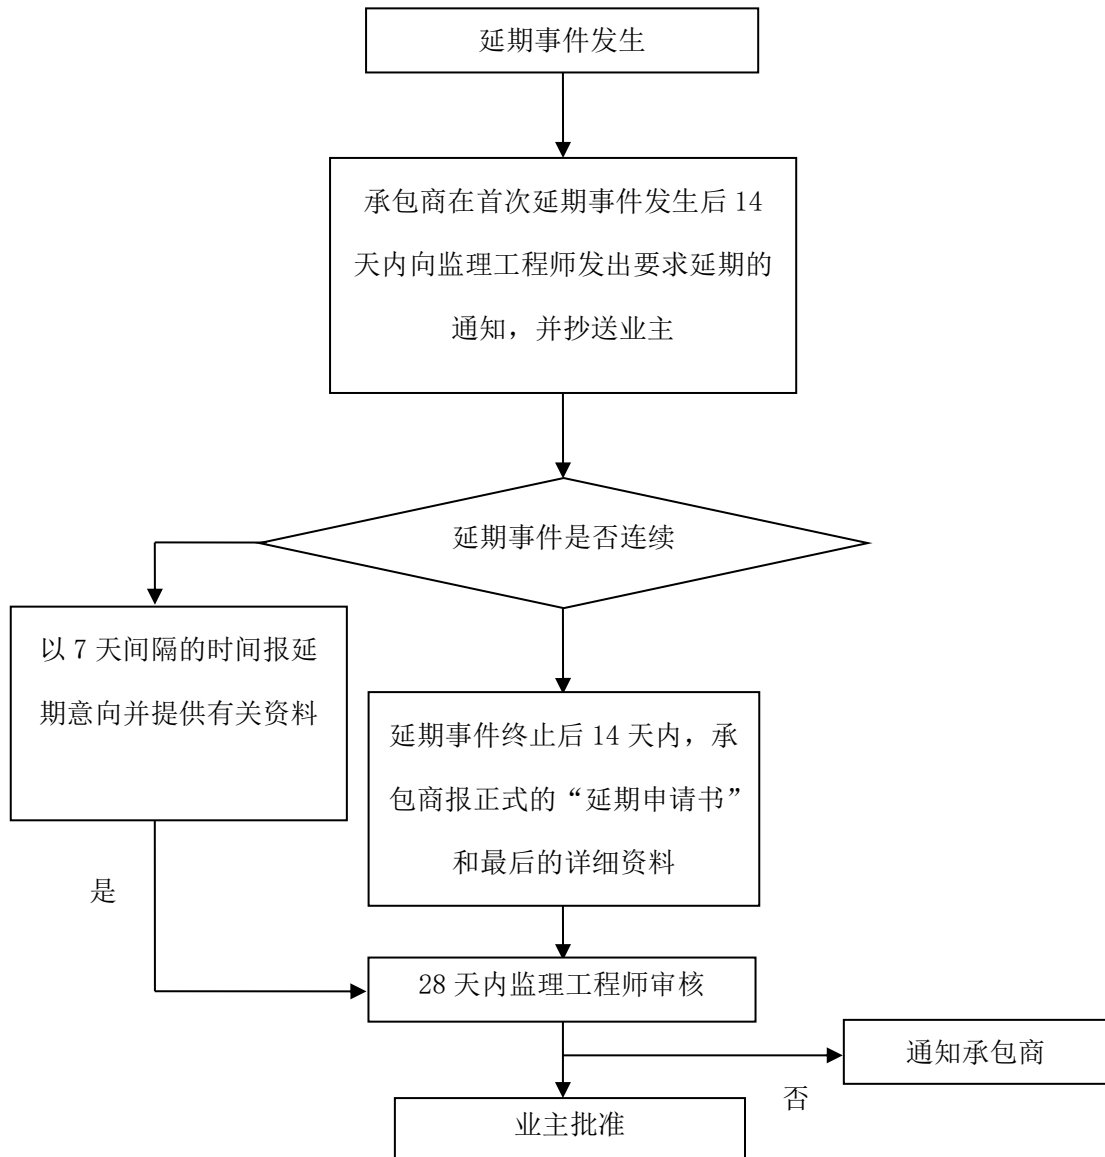 延期事件发生
承包商在首次延期事件发生后 14
天内向监理工程师发出要求延期的
通知，并抄送业主
延期事件是否连续
以 7 天间隔的时间报延
期意向并提供有关资料
延期事件终止后 14 天内，承
包商报正式的“延期申请书”
和最后的详细资料
是
28 天内监理工程师审核
通知承包商
否
业主批准